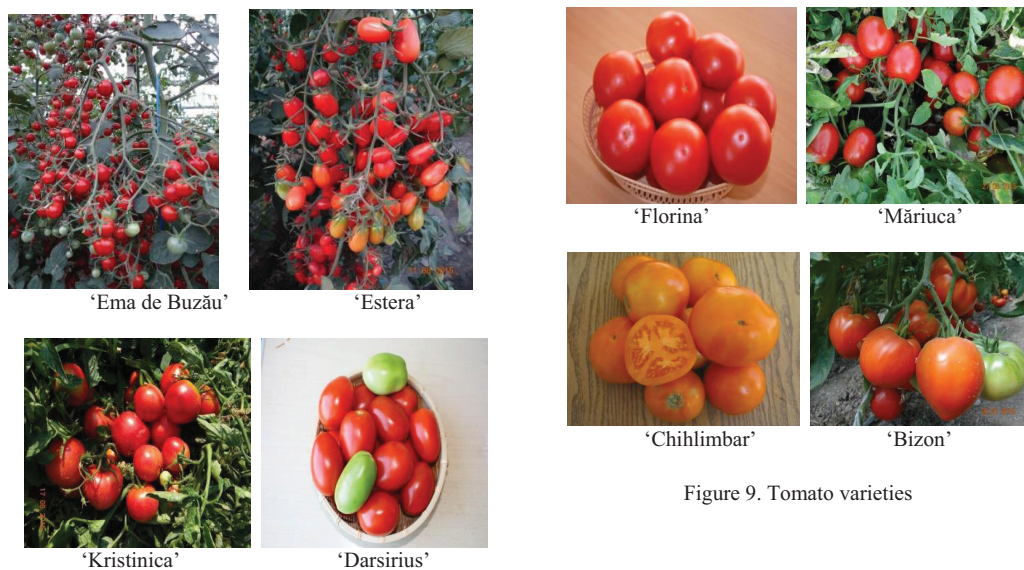 ‘Ema de Buzău’
‘Estera’
‘Kristinica’
‘Darsirius’
‘Florina’
‘Măriuca’
‘Chihlimbar’
‘Bizon’
Figure 9. Tomato varieties